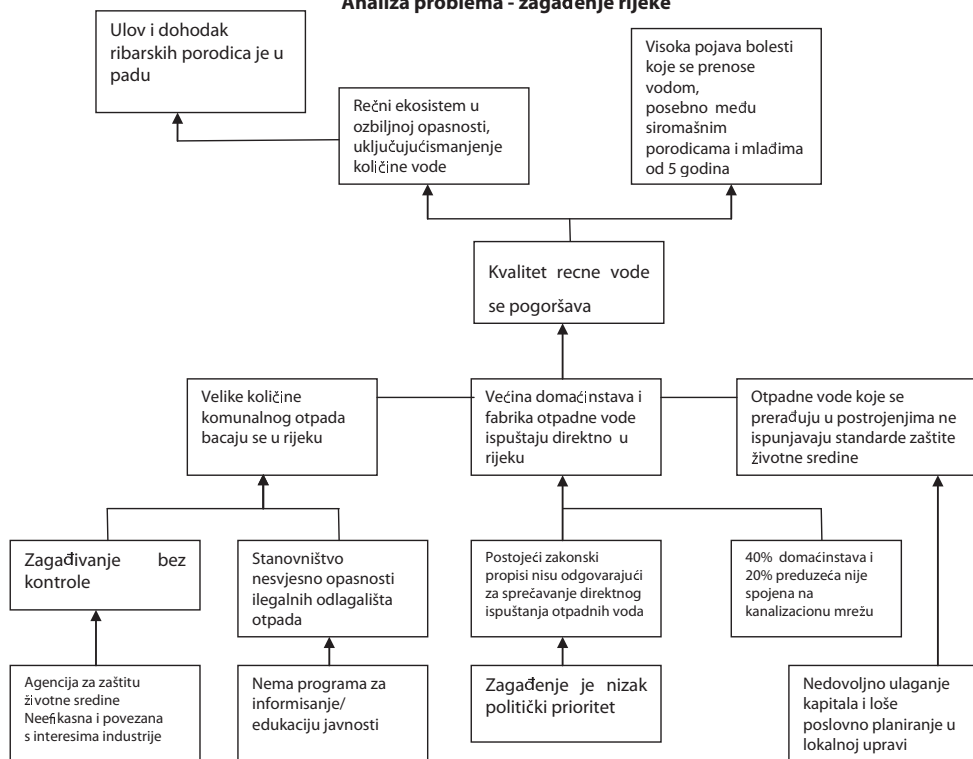 Analiza problema - zagađenje rijeke
Ulov i dohodak
ribarskih porodica je u
padu
Visoka pojava bolesti
koje se prenose
vodom,
posebno među
siromašnim
porodicama i mlađima
od 5 godina
Rečni ekosistem u
ozbiljnoj opasnosti,
uključujućismanjenje
količine vode
Kvalitet recne vode
se pogoršava
Velike količine
komunalnog otpada
bacaju se u rijeku
Većina domaćinstava i
fabrika otpadne vode
ispuštaju direktno u
rijeku
Otpadne vode koje se
prerađuju u postrojenjima ne
ispunjavaju standarde zaštite
životne sredine
Zagađivanje bez
kontrole
Stanovništvo
nesvjesno opasnosti
ilegalnih odlagališta
otpada
Postojeći zakonski
propisi nisu odgovarajući
za sprečavanje direktnog
ispuštanja otpadnih voda
40% domaćinstava i
20% preduzeća nije
spojena na
kanalizacionu mrežu
Agencija za zaštitu
životne sredine
Neefikasna i povezana
s interesima industrije
Nema programa za
informisanje/
edukaciju javnosti
Zagađenje je nizak
politički prioritet
Nedovoljno ulaganje
kapitala i loše
poslovno planiranje u
lokalnoj upravi